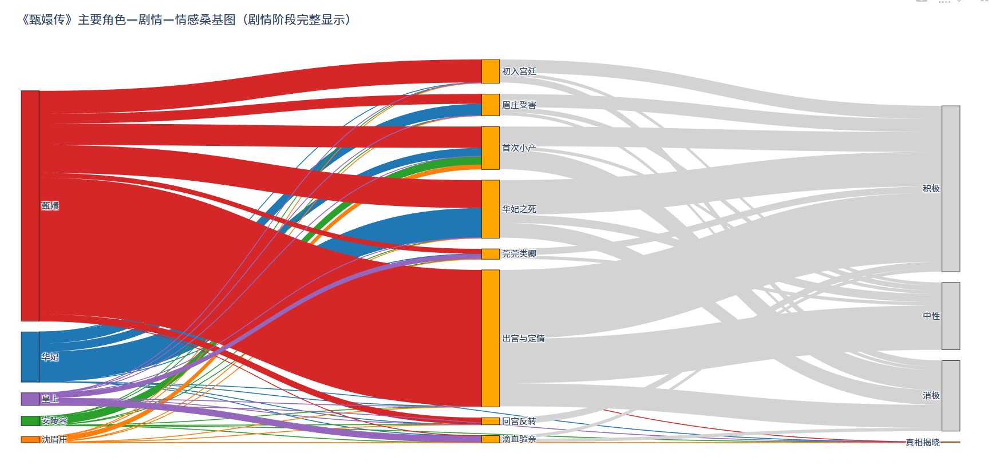 《甄嬛传》主要角色—剧情—情感桑基图（剧情阶段完整显示）
甄嬛
华妃
皇上
安陵容
沈眉庄
初入宫廷
眉庄受害
首次小产
华妃之死
莞莞类卿
出宫与定情
回宫反转
滴血验亲
积极
中性
消极
真相揭晓